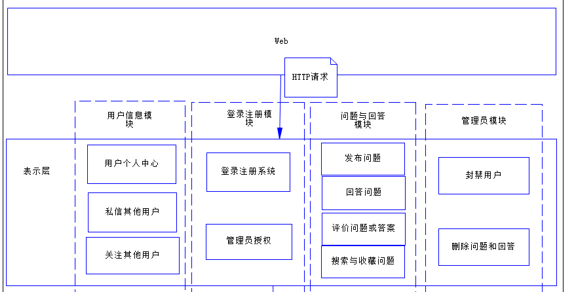 Web
HTTP请求
用户信息模
块
登录注册模
块
问题与回答
模块
管理员模块
表示层
用户个人中心
私信其他用户
关注其他用户
登录注册系统
管理员授权
发布问题
回答问题
评价问题或答案
搜索与收藏问题
封禁用户
删除问题和回答